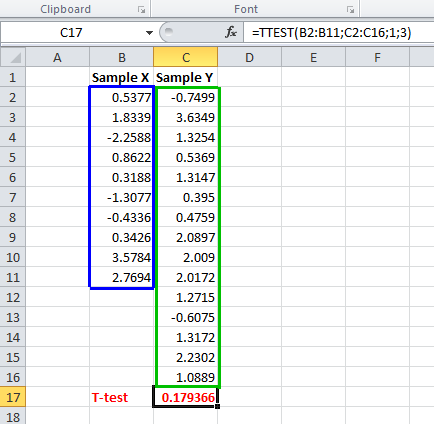 Clipboard Font
C17 fx =TTEST(B2:B11;C2:C16;1;3)
A B C D E F G
1 Sample X Sample Y
2 0.5377 -0.7499
3 1.8339 3.6349
4 -2.2588 1.3254
5 0.8622 0.5369
6 0.3188 1.3147
7 -1.3077 0.395
8 -0.4336 0.4759
9 0.3426 2.0897
10 3.5784 2.009
11 2.7694 2.0172
12 1.2715
13 -0.6075
14 1.3172
15 2.2302
16 1.0889
17 T-test 0.179366
18